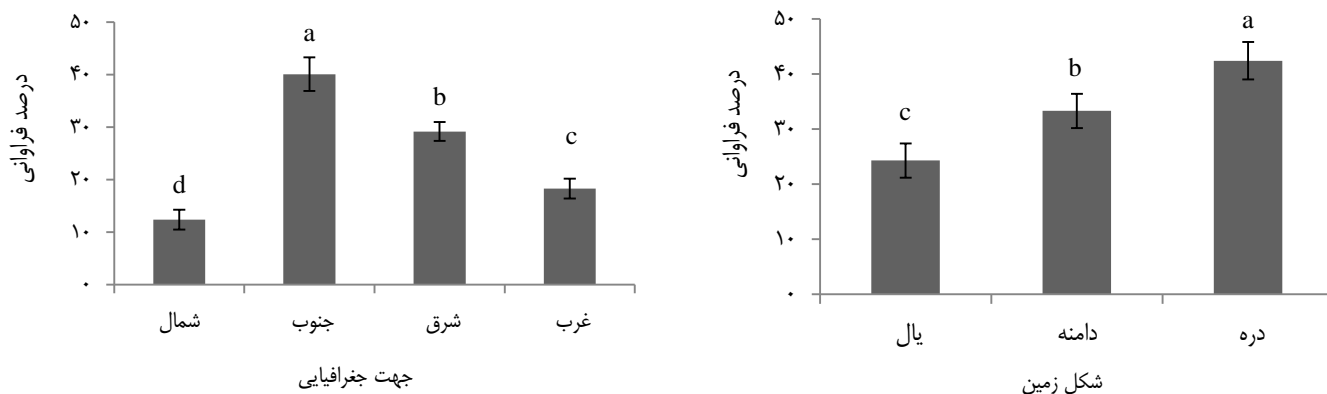 درصد فراوانی
۵۰
۴۰
۳۰
۲۰
۱۰
۰
d
a
b
c
شمال
جنوب
شرق
غرب
جهت جغرافیایی
درصد فراوانی
۵۰
۴۰
۳۰
۲۰
۱۰
۰
c
b
a
یال
دامنه
دره
شکل زمین